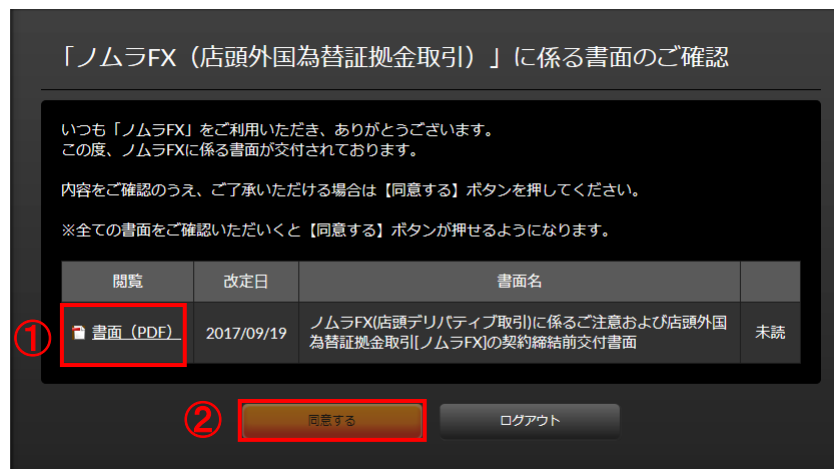 「ノムラFX（店頭外国為替証拠金取引）」に係る書面のご確認
いつも「ノムラFX」をご利用いただき、ありがとうございます。
この度、ノムラFXに係る書面が交付されております。
内容をご確認のうえ、ご了承いただける場合は【同意する】ボタンを押してください。
※全ての書面をご確認いただいくと【同意する】ボタンが押せるようになります。
閲覧 改定日 書面名
① 書面（PDF） 2017/09/19 ノムラFX(店頭デリバティブ取引)に係るご注意および店頭外国
為替証拠金取引[ノムラFX]の契約締結前交付書面 未読
② 同意する ログアウト